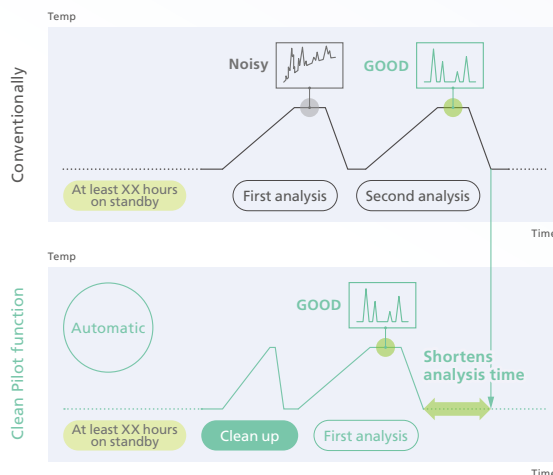 Temp
Conventionally
Noisy
GOOD
At least XX hours
on standby
First analysis
Second analysis
Time
Temp
Clean Pilot function
Automatic
GOOD
Shortens
analysis time
At least XX hours
on standby
Clean up
First analysis
Time